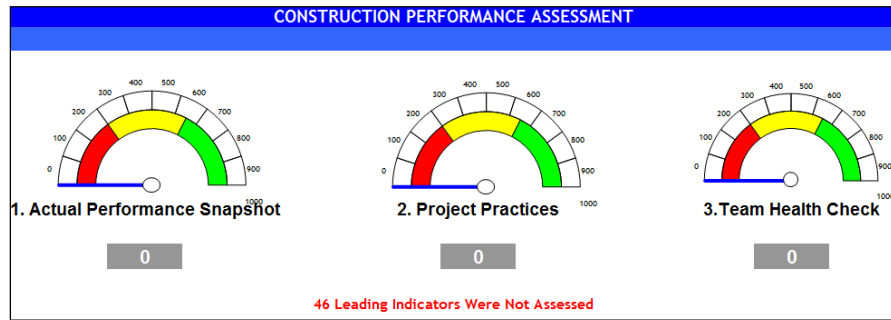 CONSTRUCTION PERFORMANCE ASSESSMENT
0 100 200 300 400 500 600 700 800 900 1000
1. Actual Performance Snapshot
0
0 100 200 300 400 500 600 700 800 900 1000
2. Project Practices
0
0 100 200 300 400 500 600 700 800 900 1000
3.Team Health Check
0
46 Leading Indicators Were Not Assessed